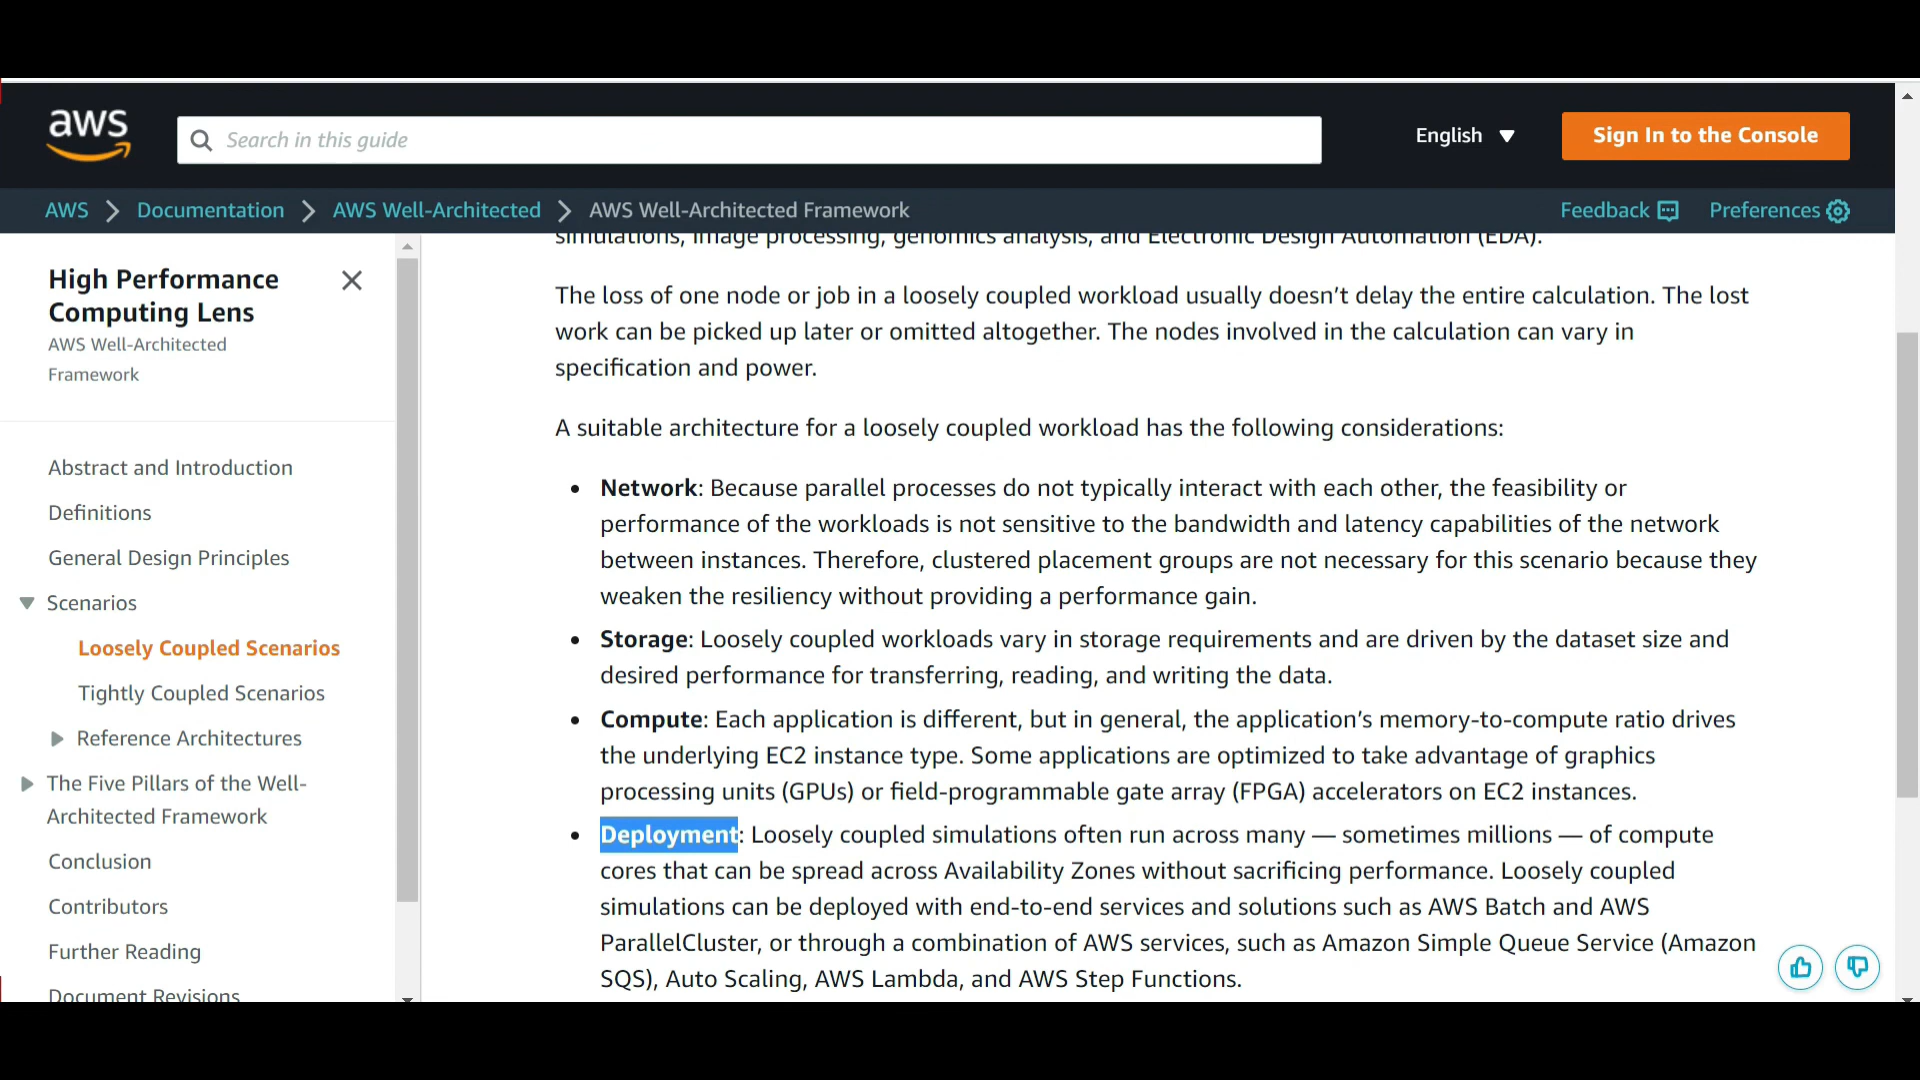 aws
Search in this guide
English
Sign In to the Console
AWS
Documentation
AWS Well-Architected
AWS Well-Architected Framework
Feedback
Preferences
High Performance
Computing Lens
AWS Well-Architected
Framework
Abstract and Introduction
Definitions
General Design Principles
Scenarios
Loosely Coupled Scenarios
Tightly Coupled Scenarios
Reference Architectures
The Five Pillars of the Well-
Architected Framework
Conclusion
Contributors
Further Reading
Document Revisions
simulations, image processing, genomics analysis, and Electronic Design Automation (EDA).
The loss of one node or job in a loosely coupled workload usually doesn’t delay the entire calculation. The lost
work can be picked up later or omitted altogether. The nodes involved in the calculation can vary in
specification and power.
A suitable architecture for a loosely coupled workload has the following considerations:
• Network: Because parallel processes do not typically interact with each other, the feasibility or
performance of the workloads is not sensitive to the bandwidth and latency capabilities of the network
between instances. Therefore, clustered placement groups are not necessary for this scenario because they
weaken the resiliency without providing a performance gain.
• Storage: Loosely coupled workloads vary in storage requirements and are driven by the dataset size and
desired performance for transferring, reading, and writing the data.
• Compute: Each application is different, but in general, the application’s memory-to-compute ratio drives
the underlying EC2 instance type. Some applications are optimized to take advantage of graphics
processing units (GPUs) or field-programmable gate array (FPGA) accelerators on EC2 instances.
• Deployment: Loosely coupled simulations often run across many — sometimes millions — of compute
cores that can be spread across Availability Zones without sacrificing performance. Loosely coupled
simulations can be deployed with end-to-end services and solutions such as AWS Batch and AWS
ParallelCluster, or through a combination of AWS services, such as Amazon Simple Queue Service (Amazon
SQS), Auto Scaling, AWS Lambda, and AWS Step Functions.